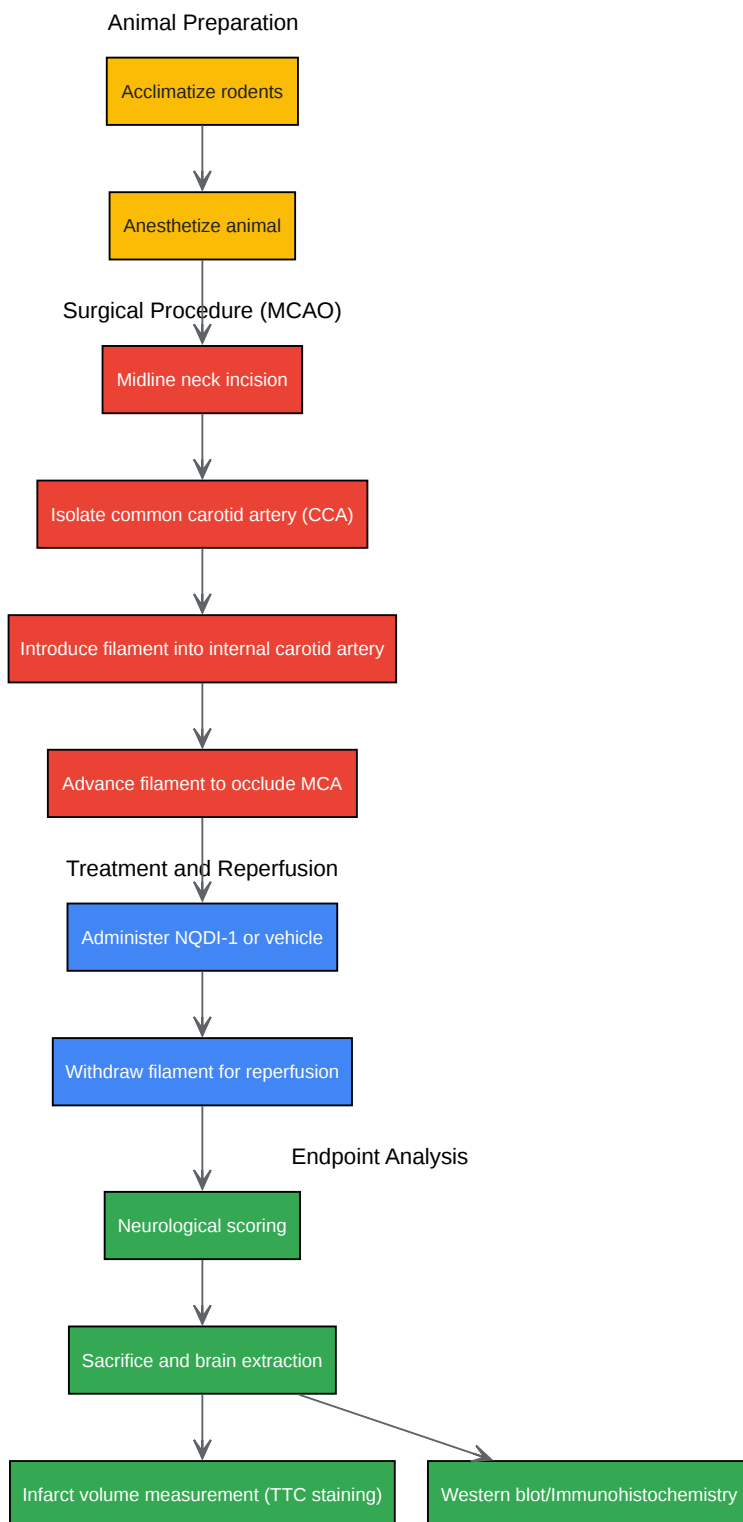 Animal Preparation
Acclimatize rodents
Anesthetize animal
Surgical Procedure (MCAO)
Midline neck incision
Isolate common carotid artery (CCA)
Introduce filament into internal carotid artery
Advance filament to occlude MCA
Treatment and Reperfusion
Administer NQDI-1 or vehicle
Withdraw filament for reperfusion
Endpoint Analysis
Neurological scoring
Sacrifice and brain extraction
Infarct volume measurement (TTC staining)
Western blot/Immunohistochemistry